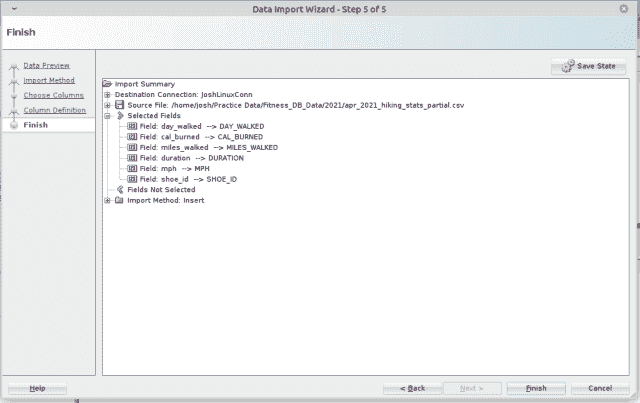 Data Import Wizard - Step 5 of 5
Finish
Data Preview
Import Method
Choose Columns
Column Definition
Finish
Save State
Import Summary
Destination Connection: JoshLinuxConn
Source File: /home/josh/Practice Data/Fitness_DB_Data/2021/apr_2021_hiking_stats_partial.csv
Selected Fields
Field: day_walked --> DAY_WALKED
Field: cal_burned --> CAL_BURNED
Field: miles_walked --> MILES_WALKED
Field: duration --> DURATION
Field: mph --> MPH
Field: shoe_id --> SHOE_ID
Fields Not Selected
Import Method: Insert
Help
< Back
Next >
Finish
Cancel